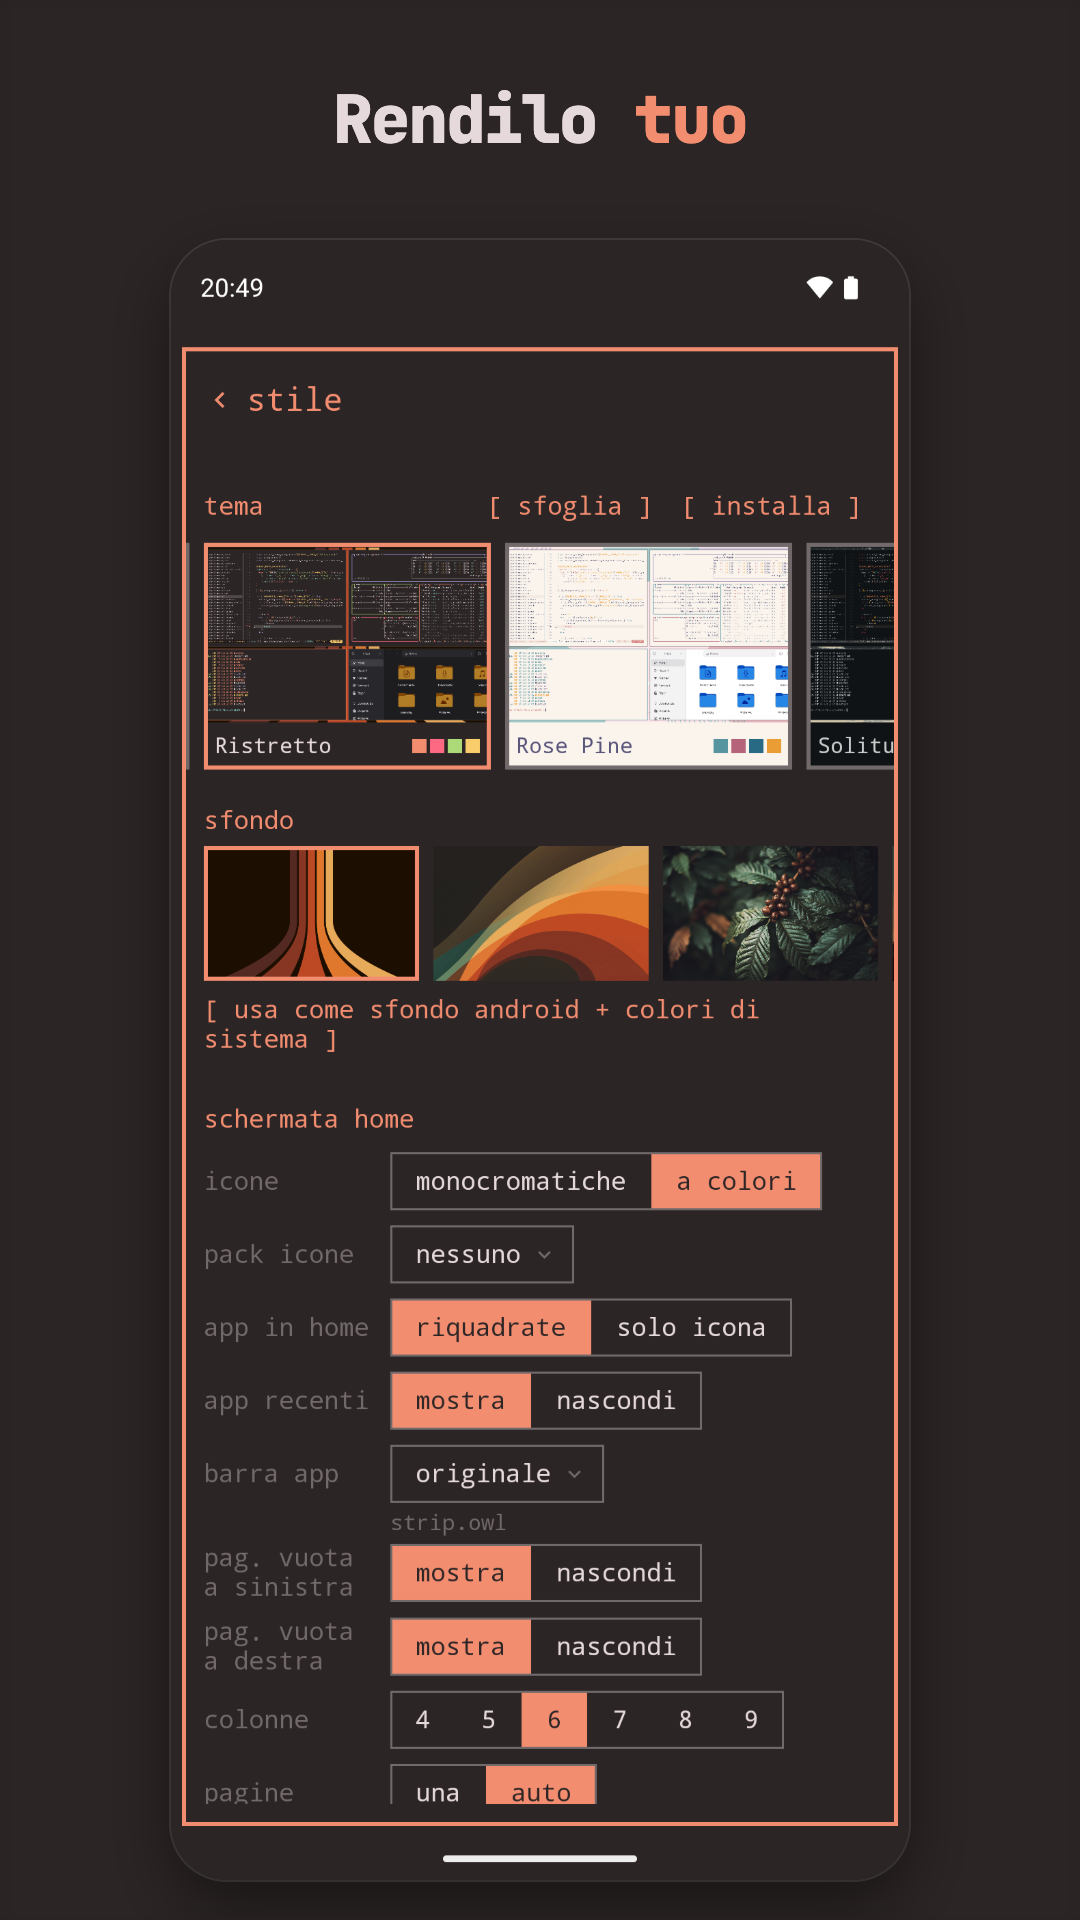 Rendilo tuo
20:49
stile
tema [ sfoglia ] [ installa ]
Ristretto Rose Pine Solitu
sfondo
[ usa come sfondo android + colori di
sistema ]
schermata home
icone monocromatiche a colori
pack icone nessuno
app in home riquadrate solo icona
app recenti mostra nascondi
barra app originale
strip.owl
pag. vuota
a sinistra mostra nascondi
pag. vuota
a destra mostra nascondi
colonne 4 5 6 7 8 9
pagine una auto